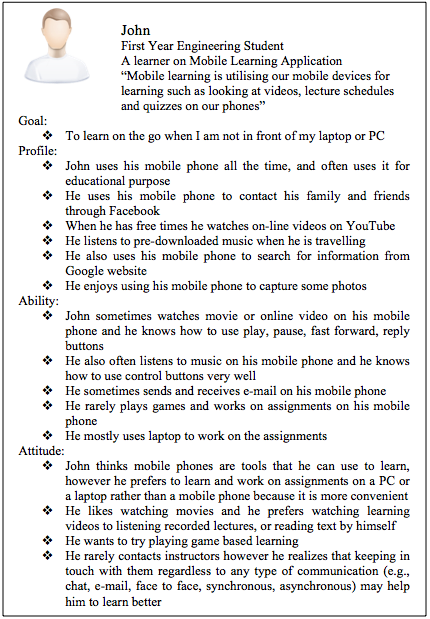 John
First Year Engineering Student
A learner on Mobile Learning Application
“Mobile learning is utilising our mobile devices for
learning such as looking at videos, lecture schedules
and quizzes on our phones”
Goal:
❖ To learn on the go when I am not in front of my laptop or PC
Profile:
❖ John uses his mobile phone all the time, and often uses it for
educational purpose
❖ He uses his mobile phone to contact his family and friends
through Facebook
❖ When he has free times he watches on-line videos on YouTube
❖ He listens to pre-downloaded music when he is travelling
❖ He also uses his mobile phone to search for information from
Google website
❖ He enjoys using his mobile phone to capture some photos
Ability:
❖ John sometimes watches movie or online video on his mobile
phone and he knows how to use play, pause, fast forward, reply
buttons
❖ He also often listens to music on his mobile phone and he knows
how to use control buttons very well
❖ He sometimes sends and receives e-mail on his mobile phone
❖ He rarely plays games and works on assignments on his mobile
phone
❖ He mostly uses laptop to work on the assignments
Attitude:
❖ John thinks mobile phones are tools that he can use to learn,
however he prefers to learn and work on assignments on a PC or
a laptop rather than a mobile phone because it is more convenient
❖ He likes watching movies and he prefers watching learning
videos to listening recorded lectures, or reading text by himself
❖ He wants to try playing game based learning
❖ He rarely contacts instructors however he realizes that keeping in
touch with them regardless to any type of communication (e.g.,
chat, e-mail, face to face, synchronous, asynchronous) may help
him to learn better